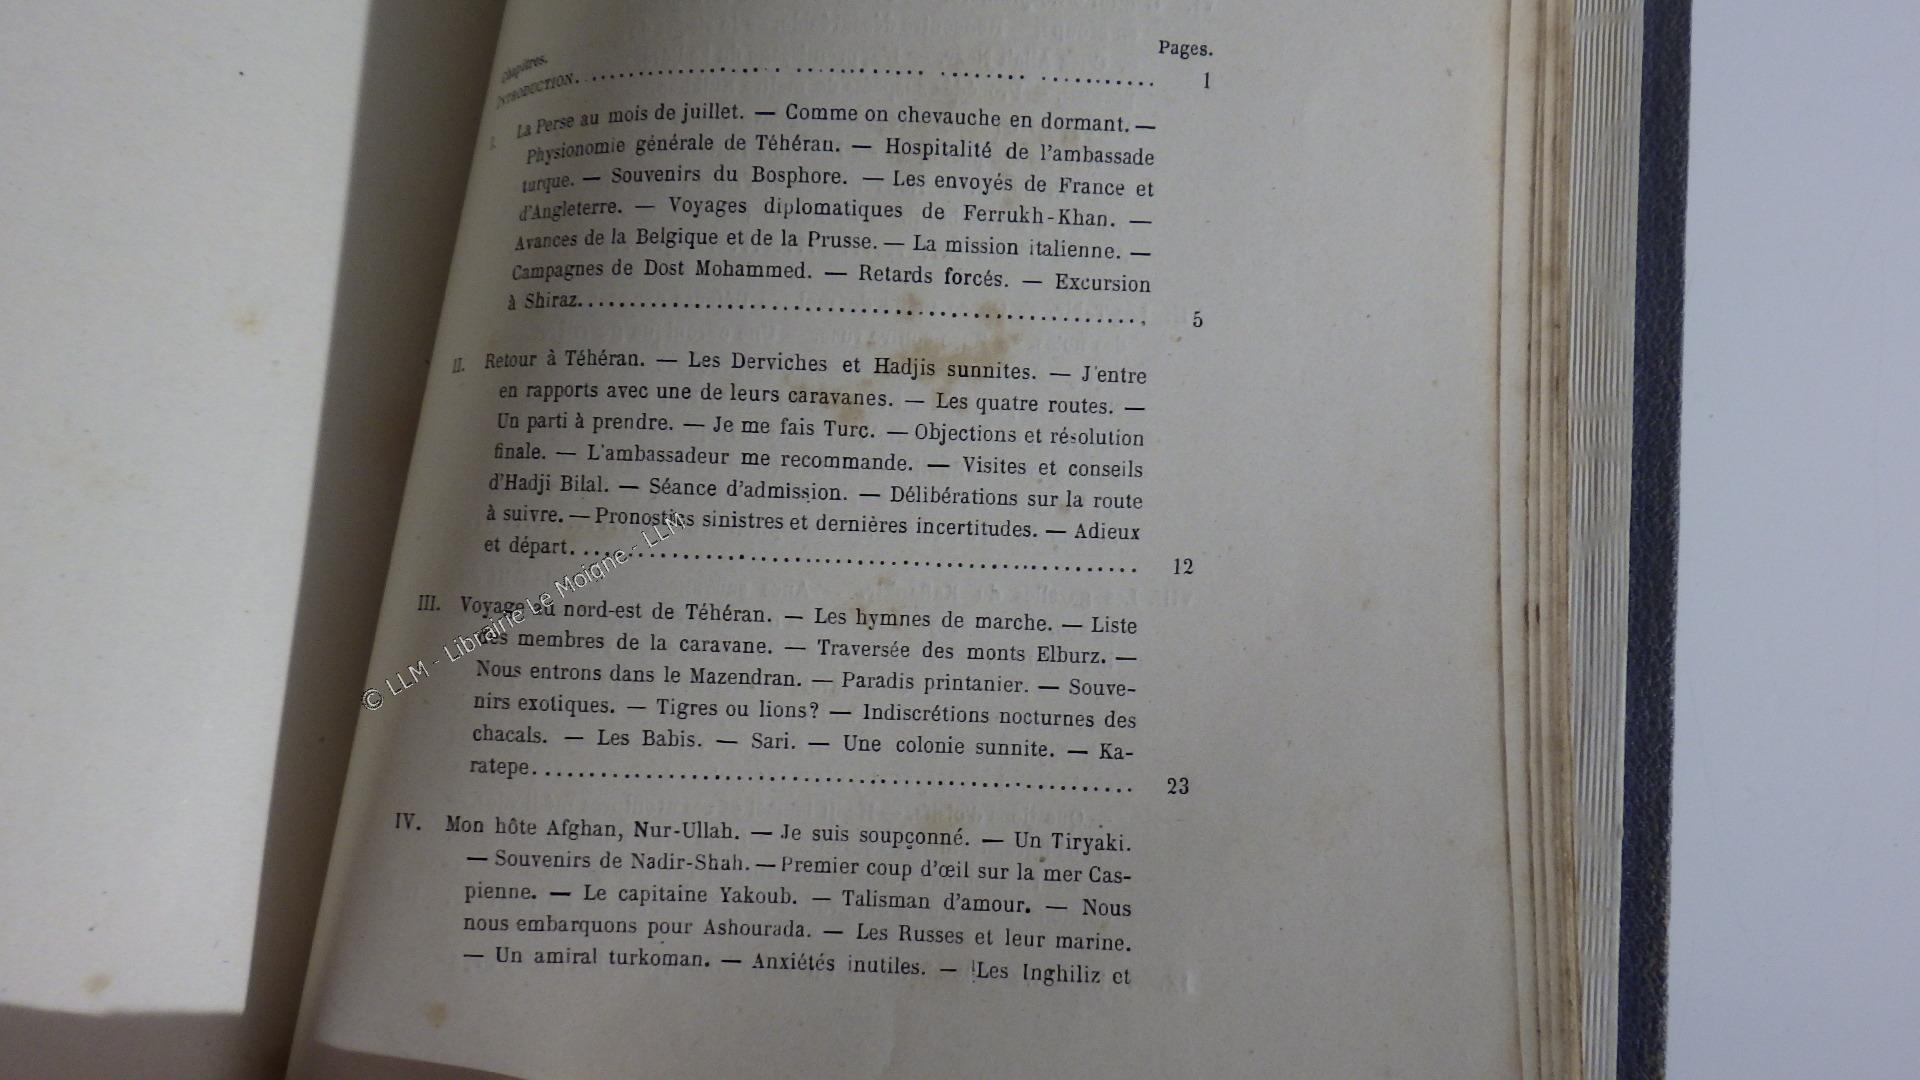 Pages.
Chapitres.
INTRODUCTION. 1
I. La Perse au mois de juillet. — Comme on chevauche en dormant. —
Physionomie générale de Téhéran. — Hospitalité de l'ambassade
turque. — Souvenirs du Bosphore. — Les envoyés de France et
d'Angleterre. — Voyages diplomatiques de Ferrukh-Khan. —
Avances de la Belgique et de la Prusse. — La mission italienne. —
Campagnes de Dost Mohammed. — Retards forcés. — Excursion
à Shiraz. 5
II. Retour à Téhéran. — Les Derviches et Hadjis sunnites. — J'entre
en rapports avec une de leurs caravanes. — Les quatre routes. —
Un parti à prendre. — Je me fais Turc. — Objections et résolution
finale. — L'ambassadeur me recommande. — Visites et conseils
d'Hadji Bilal. — Séance d'admission. — Délibérations sur la route
à suivre. — Pronostics sinistres et dernières incertitudes. — Adieux
et départ. 12
III. Voyage au nord-est de Téhéran. — Les hymnes de marche. — Liste
des membres de la caravane. — Traversée des monts Elburz. —
Nous entrons dans le Mazendran. — Paradis printanier. — Souve-
nirs exotiques. — Tigres ou lions? — Indiscrétions nocturnes des
chacals. — Les Babis. — Sari. — Une colonie sunnite. — Ka-
ratepe. 23
IV. Mon hôte Afghan, Nur-Ullah. — Je suis soupçonné. — Un Tiryaki.
— Souvenirs de Nadir-Shah. — Premier coup d'œil sur la mer Cas-
pienne. — Le capitaine Yakoub. — Talisman d'amour. — Nous
nous embarquons pour Ashourada. — Les Russes et leur marine.
— Un amiral turkoman. — Anxiétés inutiles. — Les Inghiliz et
© LLM - Librairie Le Moigne - LLM